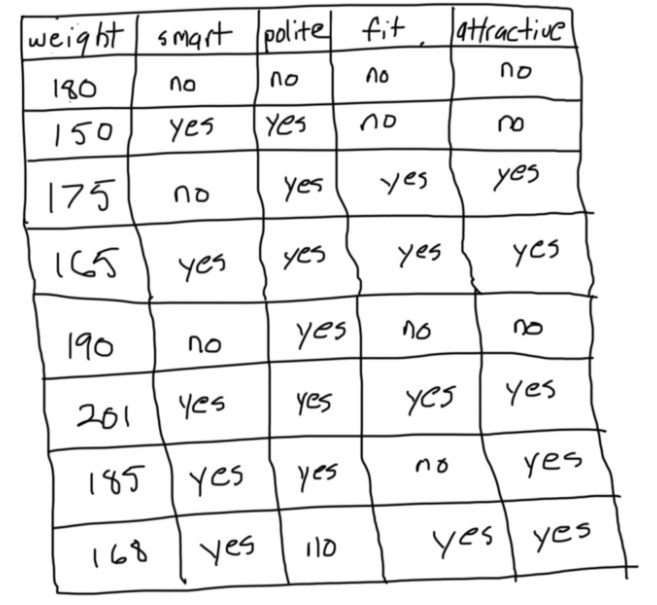 weight smart polite fit. attractive
180 no no no no
150 yes yes no no
175 no yes yes yes
165 yes yes yes yes
190 no yes no no
201 yes yes yes yes
185 yes yes no yes
168 yes no yes yes